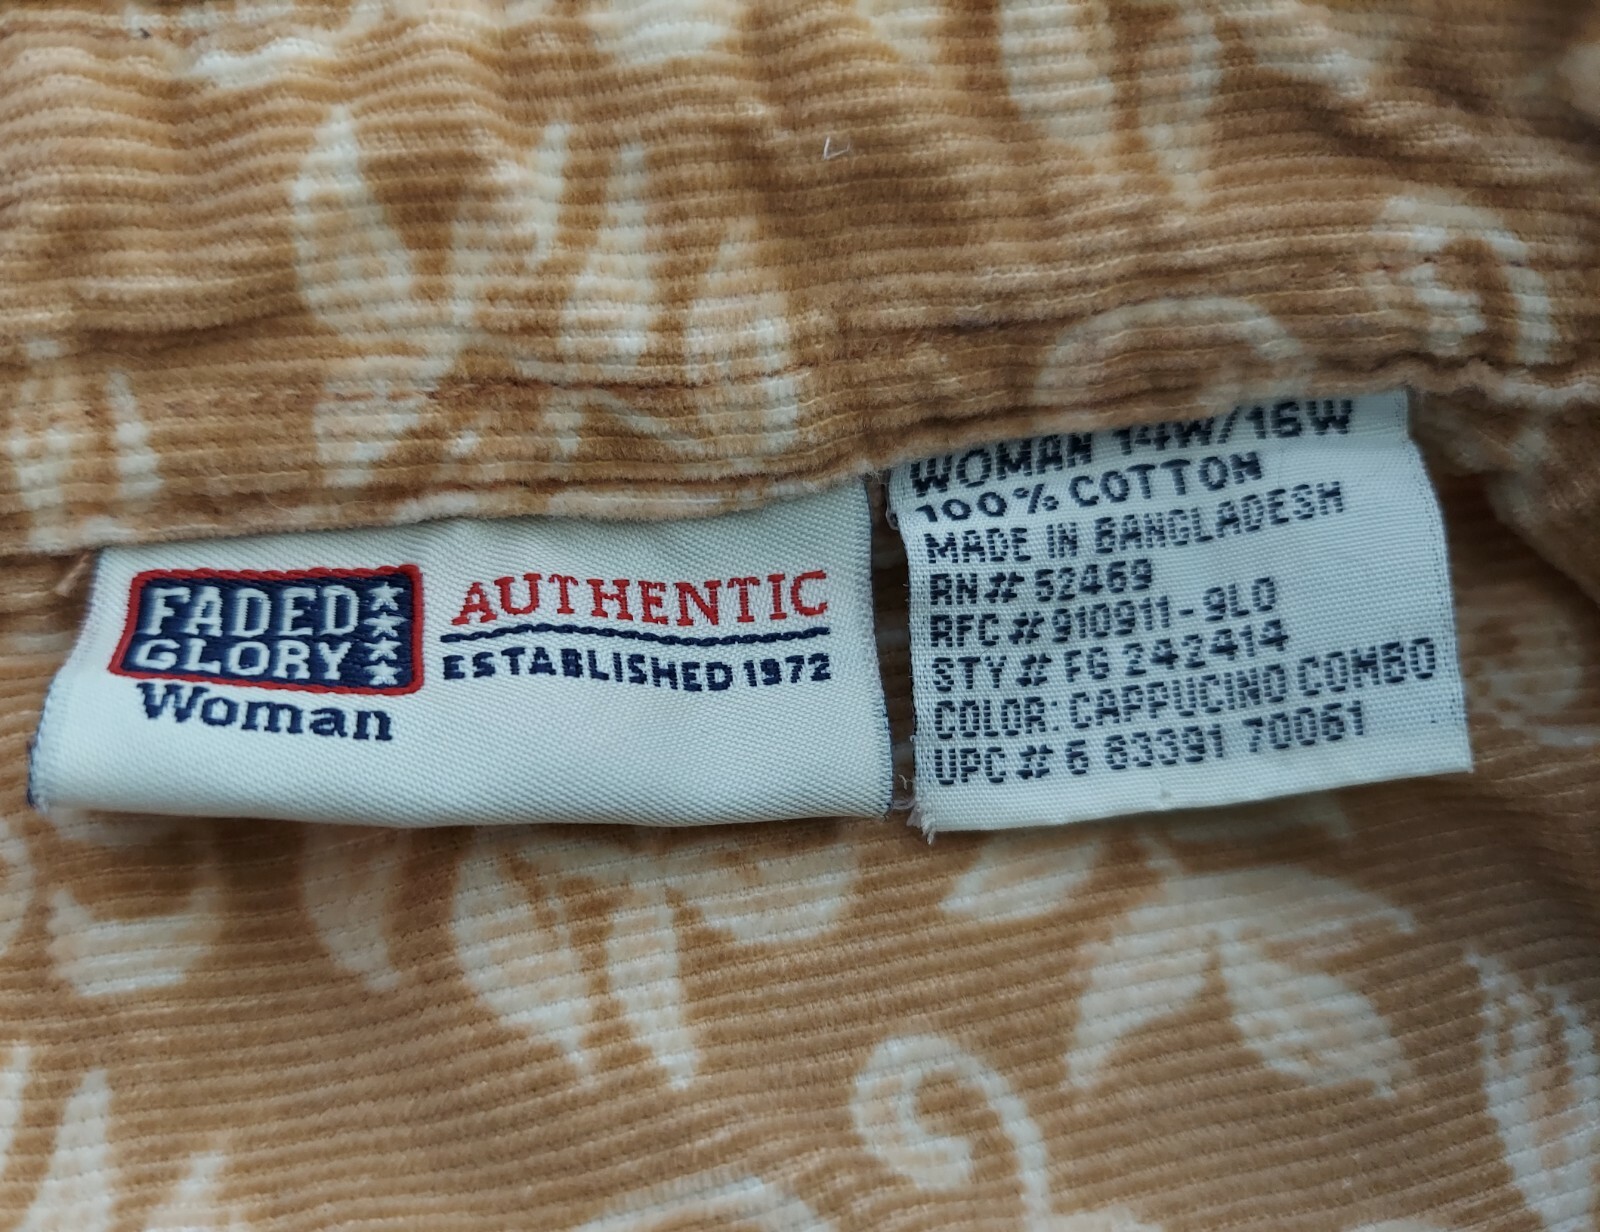 FADED
GLORY
Woman
AUTHENTIC
ESTABLISHED 1972
WOMAN 14W/16W
100% COTTON
MADE IN BANGLADESH
RN# 52469
RFC #910911-9L0
STY # FG 242414
COLOR: CAPPUCINO COMBO
UPC # 6 83391 70061